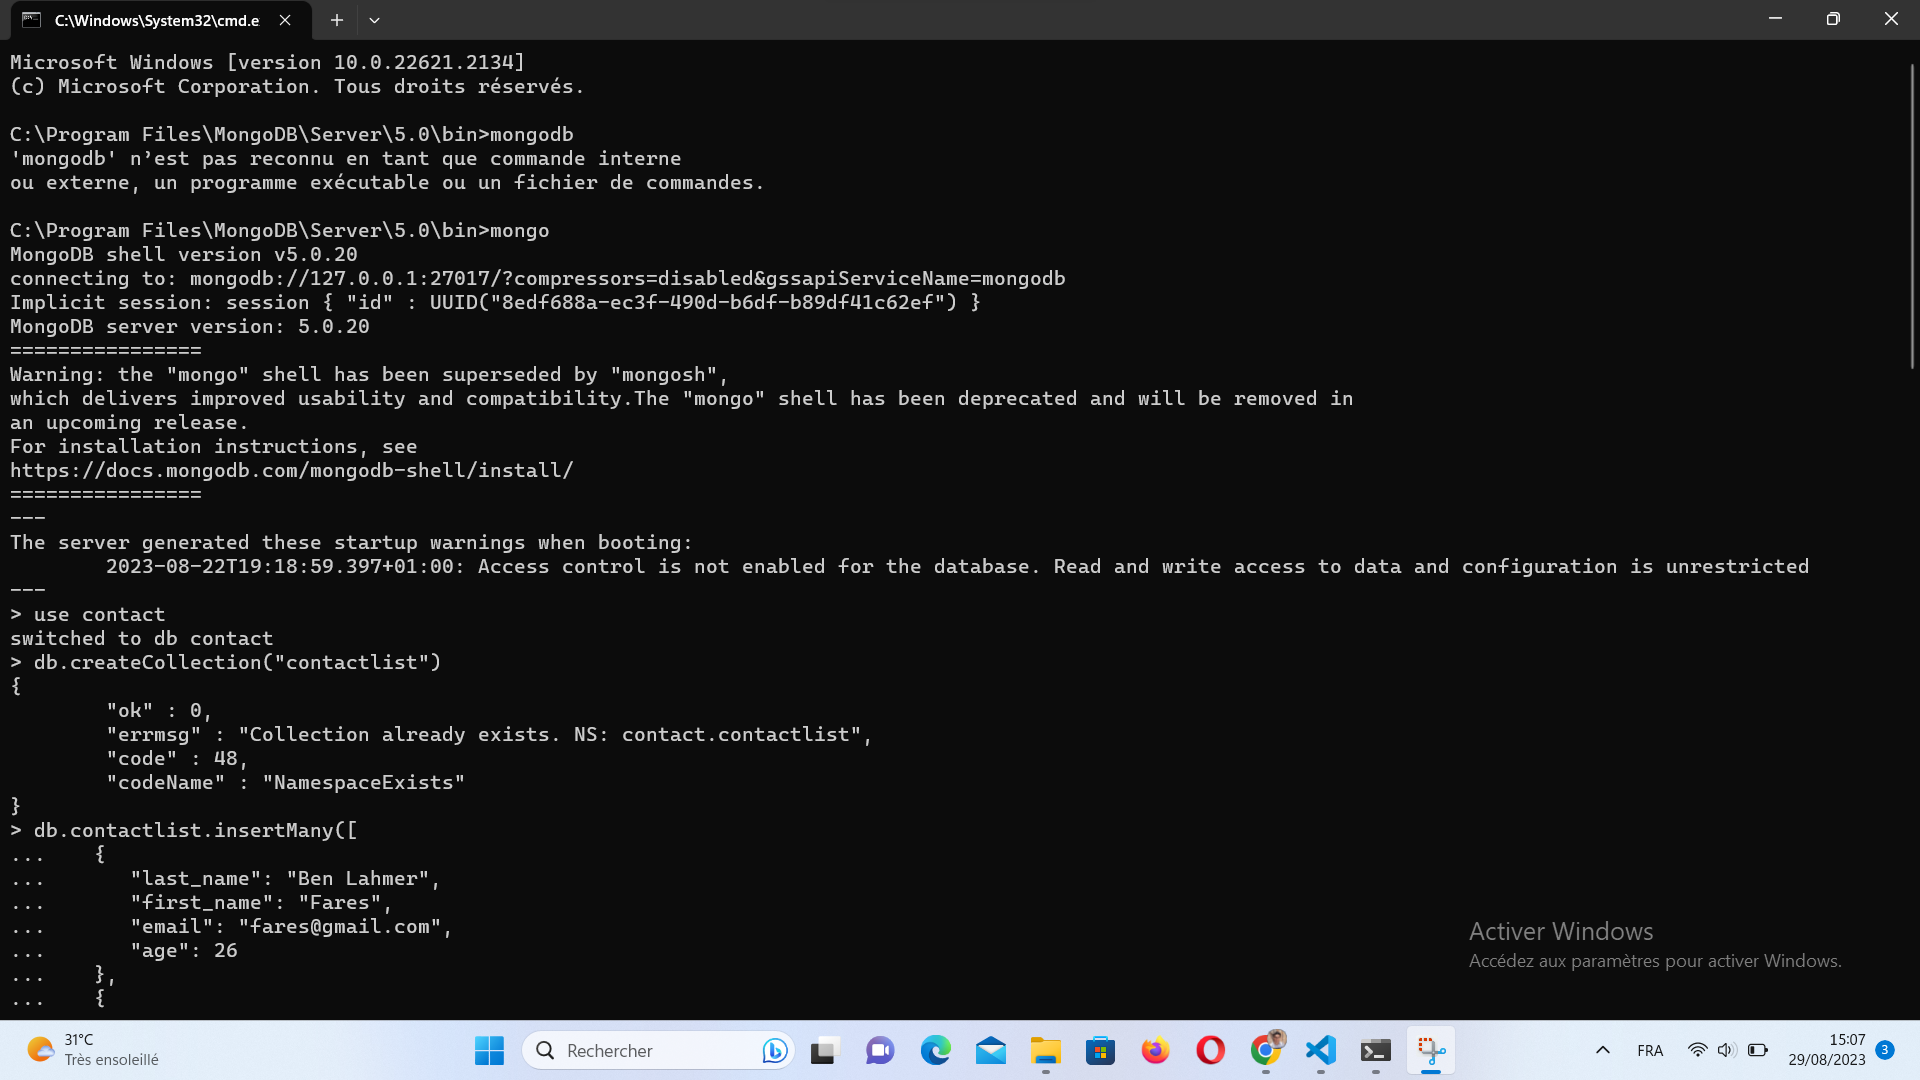 C:\Windows\System32\cmd.e
Microsoft Windows [version 10.0.22621.2134]
(c) Microsoft Corporation. Tous droits réservés.
C:\Program Files\MongoDB\Server\5.0\bin>mongodb
'mongodb' n’est pas reconnu en tant que commande interne
ou externe, un programme exécutable ou un fichier de commandes.
C:\Program Files\MongoDB\Server\5.0\bin>mongo
MongoDB shell version v5.0.20
connecting to: mongodb://127.0.0.1:27017/?compressors=disabled&gssapiServiceName=mongodb
Implicit session: session { "id" : UUID("8edf688a-ec3f-490d-b6df-b89df41c62ef") }
MongoDB server version: 5.0.20
================
Warning: the "mongo" shell has been superseded by "mongosh",
which delivers improved usability and compatibility.The "mongo" shell has been deprecated and will be removed in
an upcoming release.
For installation instructions, see
https://docs.mongodb.com/mongodb-shell/install/
================
---
The server generated these startup warnings when booting:
        2023-08-22T19:18:59.397+01:00: Access control is not enabled for the database. Read and write access to data and configuration is unrestricted
---
> use contact
switched to db contact
> db.createCollection("contactlist")
{
        "ok" : 0,
        "errmsg" : "Collection already exists. NS: contact.contactlist",
        "code" : 48,
        "codeName" : "NamespaceExists"
}
> db.contactlist.insertMany([
...    {
...       "last_name": "Ben Lahmer",
...       "first_name": "Fares",
...       "email": "fares@gmail.com",
...       "age": 26
...    },
...    {
Activer Windows
Accédez aux paramètres pour activer Windows.
31°C
Très ensoleillé
Rechercher
FRA
15:07
29/08/2023
3